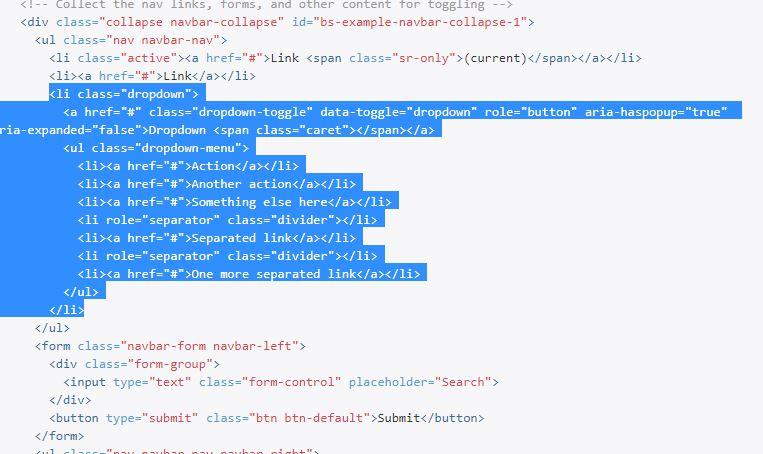 <!-- Collect the nav links, forms, and other content for toggling -->
<div class="collapse navbar-collapse" id="bs-example-navbar-collapse-1">
<ul class="nav navbar-nav">
<li class="active"><a href="#">Link <span class="sr-only">(current)</span></a></li>
<li><a href="#">Link</a></li>
<li class="dropdown">
<a href="#" class="dropdown-toggle" data-toggle="dropdown" role="button" aria-haspopup="true"
ria-expanded="false">Dropdown <span class="caret"></span></a>
<ul class="dropdown-menu">
<li><a href="#">Action</a></li>
<li><a href="#">Another action</a></li>
<li><a href="#">Something else here</a></li>
<li role="separator" class="divider"></li>
<li><a href="#">Separated link</a></li>
<li role="separator" class="divider"></li>
<li><a href="#">One more separated link</a></li>
</ul>
</li>
</ul>
<form class="navbar-form navbar-left">
<div class="form-group">
<input type="text" class="form-control" placeholder="Search">
</div>
<button type="submit" class="btn btn-default">Submit</button>
</form>
<ul class="nav navbar-nav navbar-right">